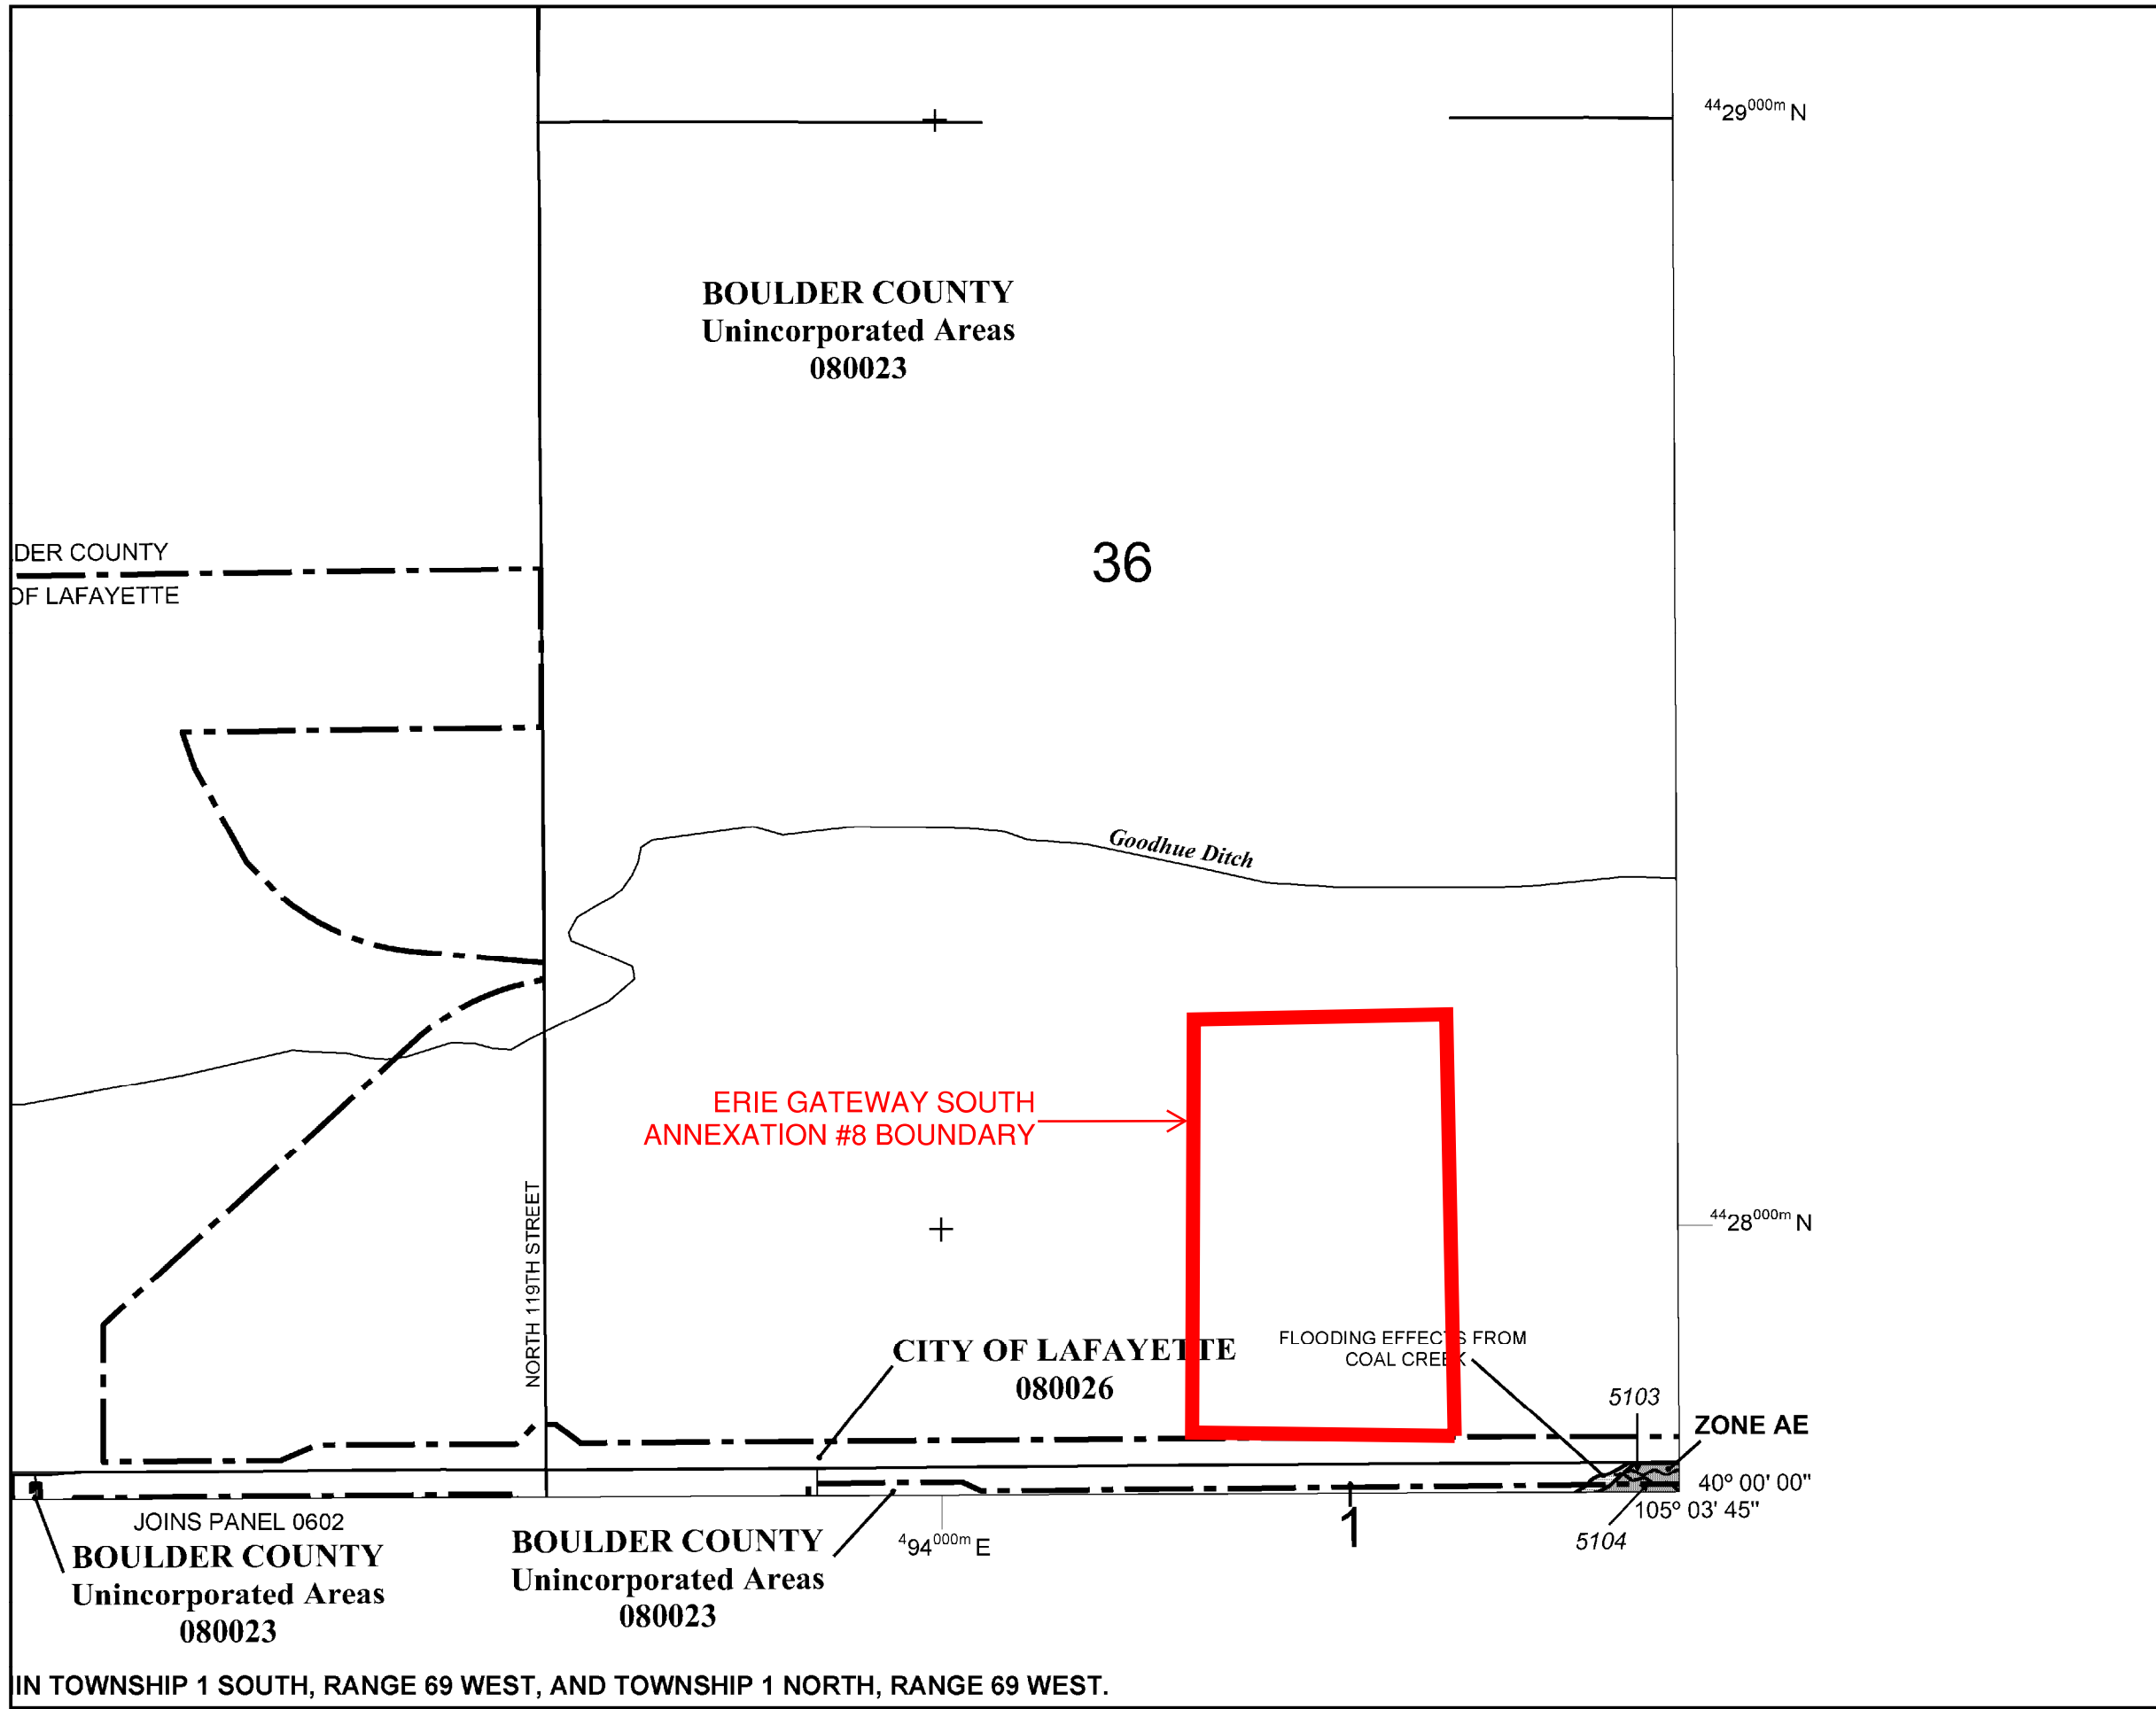 4429000m N
BOULDER COUNTY
Unincorporated Areas
080023
DER COUNTY
OF LAFAYETTE
36
Goodhue Ditch
ERIE GATEWAY SOUTH
ANNEXATION #8 BOUNDARY
NORTH 119TH STREET
4428000m N
CITY OF LAFAYETTE
080026
FLOODING EFFECTS FROM
COAL CREEK
5103
ZONE AE
40° 00' 00"
105° 03' 45"
5104
1
JOINS PANEL 0602
BOULDER COUNTY
Unincorporated Areas
080023
BOULDER COUNTY
Unincorporated Areas
080023
494000m E
IN TOWNSHIP 1 SOUTH, RANGE 69 WEST, AND TOWNSHIP 1 NORTH, RANGE 69 WEST.